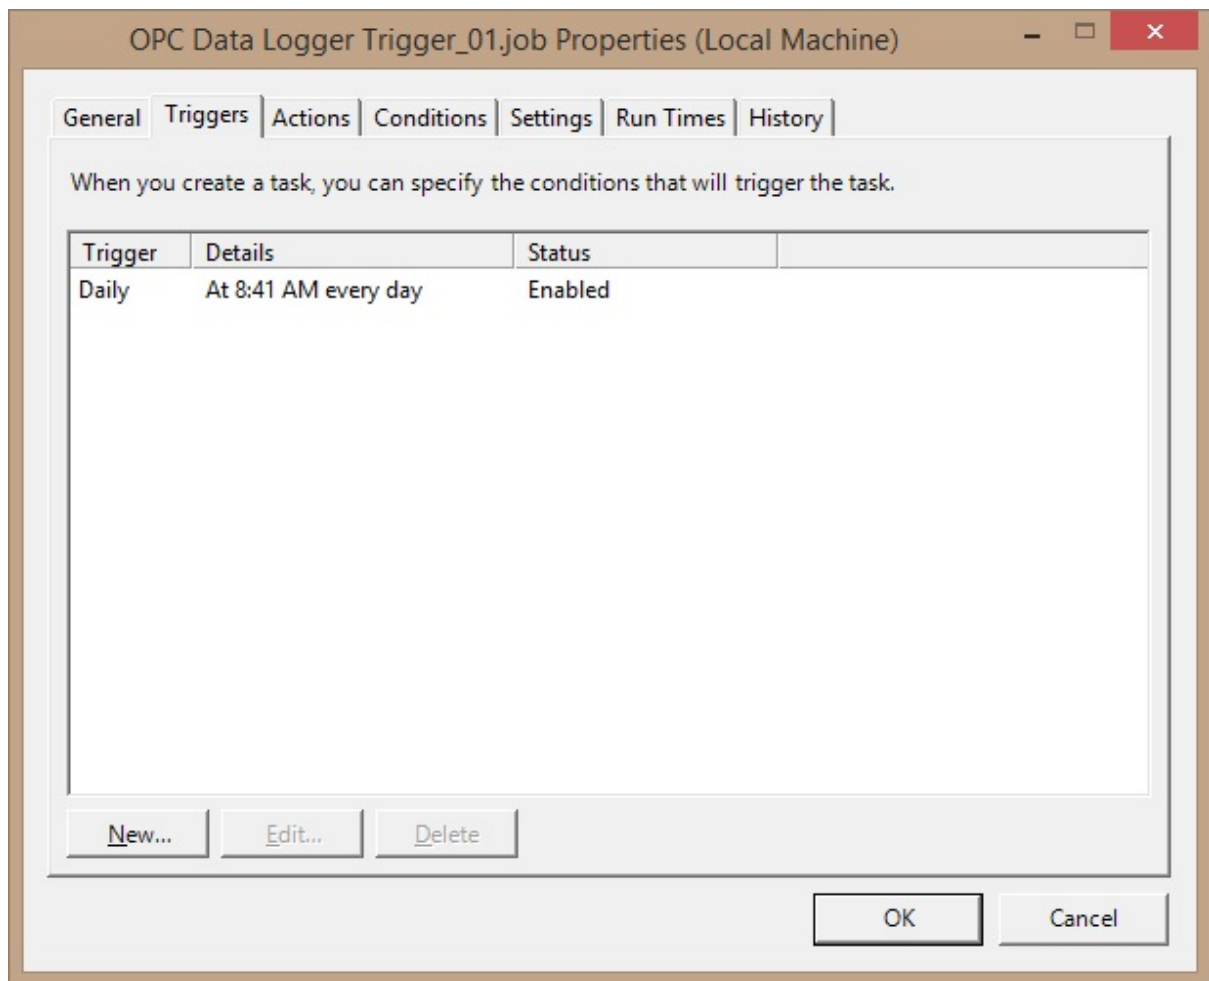 OPC Data Logger Trigger_01.job Properties (Local Machine)
General Triggers Actions Conditions Settings Run Times History
When you create a task, you can specify the conditions that will trigger the task.
Trigger Details Status
Daily At 8:41 AM every day Enabled
New... Edit... Delete
OK Cancel